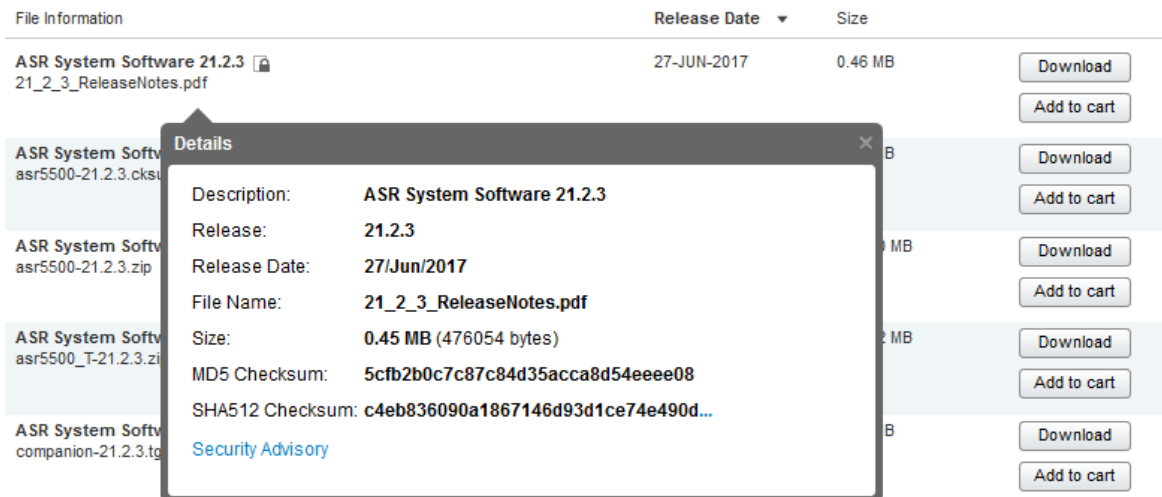 File Information Release Date Size
ASR System Software 21.2.3 27-JUN-2017 0.46 MB Download
21_2_3_ReleaseNotes.pdf
Add to cart
Details
ASR System Softw B Download
asr5500-21.2.3.cksu
Description: ASR System Software 21.2.3
Add to cart
Release: 21.2.3
ASR System Softw MB Download
asr5500-21.2.3.zip
Release Date: 27/Jun/2017
Add to cart
File Name: 21_2_3_ReleaseNotes.pdf
ASR System Softw 2 MB Download
Size: 0.45 MB (476054 bytes)
asr5500_T-21.2.3.zi
MD5 Checksum: 5cfb2b0c7c87c84d35acca8d54eeee08
Add to cart
SHA512 Checksum: c4eb836090a1867146d93d1ce74e490d...
ASR System Softw B Download
companion-21.2.3.tg
Security Advisory
Add to cart